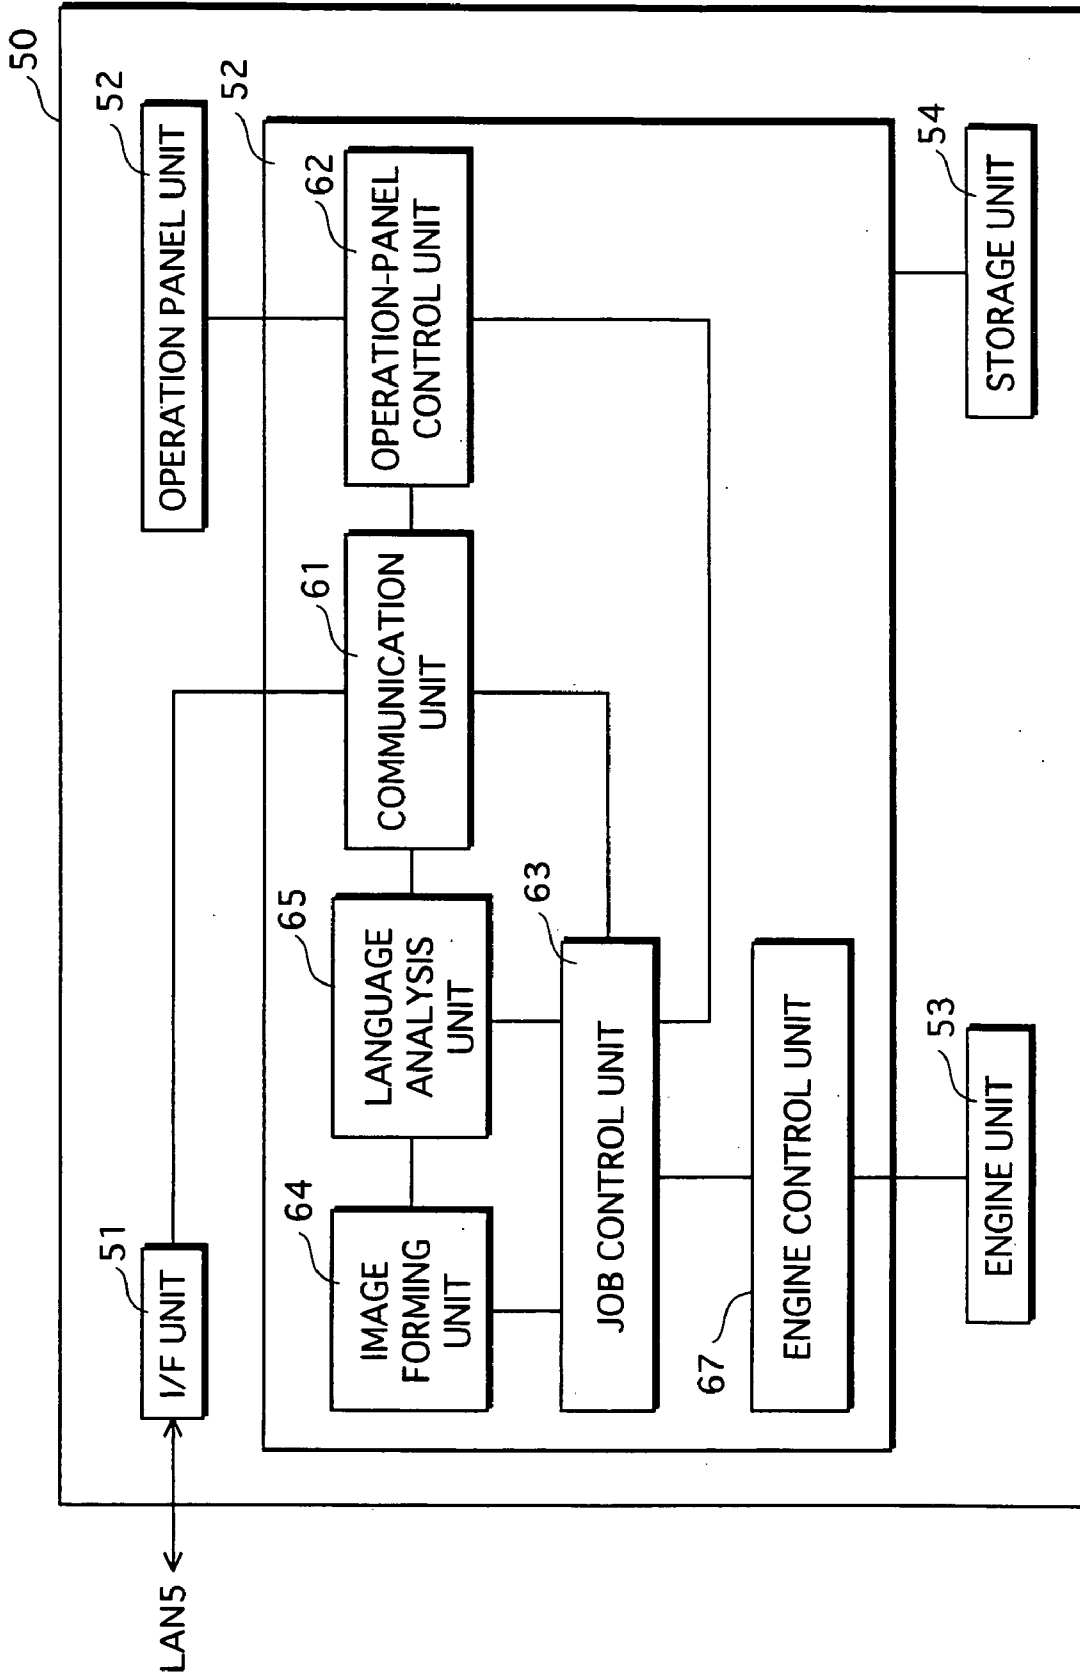 50
52
OPERATION PANEL UNIT
51
I/F UNIT
LAN5
52
62
OPERATION-PANEL
CONTROL UNIT
61
COMMUNICATION
UNIT
65
LANGUAGE
ANALYSIS
UNIT
64
IMAGE
FORMING
UNIT
63
JOB CONTROL UNIT
67
ENGINE CONTROL UNIT
53
ENGINE UNIT
54
STORAGE UNIT